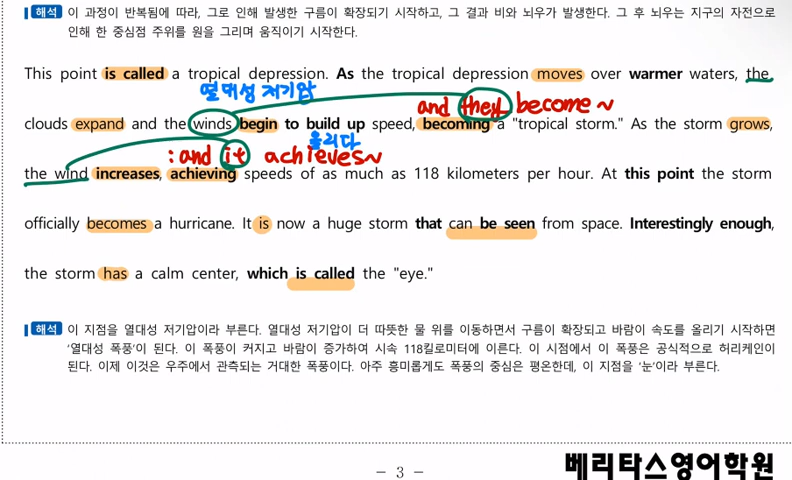 해석 이 과정이 반복됨에 따라, 그로 인해 발생한 구름이 확장되기 시작하고, 그 결과 비와 뇌우가 발생한다. 그 후 뇌우는 지구의 자전으로
인해 한 중심점 주위를 원을 그리며 움직이기 시작한다.
This point is called a tropical depression. As the tropical depression moves over warmer waters, the
열대성 저기압
and they become ~
clouds expand and the winds begin to build up speed, becoming a "tropical storm." As the storm grows,
올리다
: and it achieves~
the wind increases, achieving speeds of as much as 118 kilometers per hour. At this point the storm
officially becomes a hurricane. It is now a huge storm that can be seen from space. Interestingly enough,
the storm has a calm center, which is called the "eye."
해석 이 지점을 열대성 저기압이라 부른다. 열대성 저기압이 더 따뜻한 물 위를 이동하면서 구름이 확장되고 바람이 속도를 올리기 시작하면
'열대성 폭풍'이 된다. 이 폭풍이 커지고 바람이 증가하여 시속 118킬로미터에 이른다. 이 시점에서 이 폭풍은 공식적으로 허리케인이
된다. 이제 이것은 우주에서 관측되는 거대한 폭풍이다. 아주 흥미롭게도 폭풍의 중심은 평온한데, 이 지점을 '눈'이라 부른다.
- 3 -
베리타스영어학원